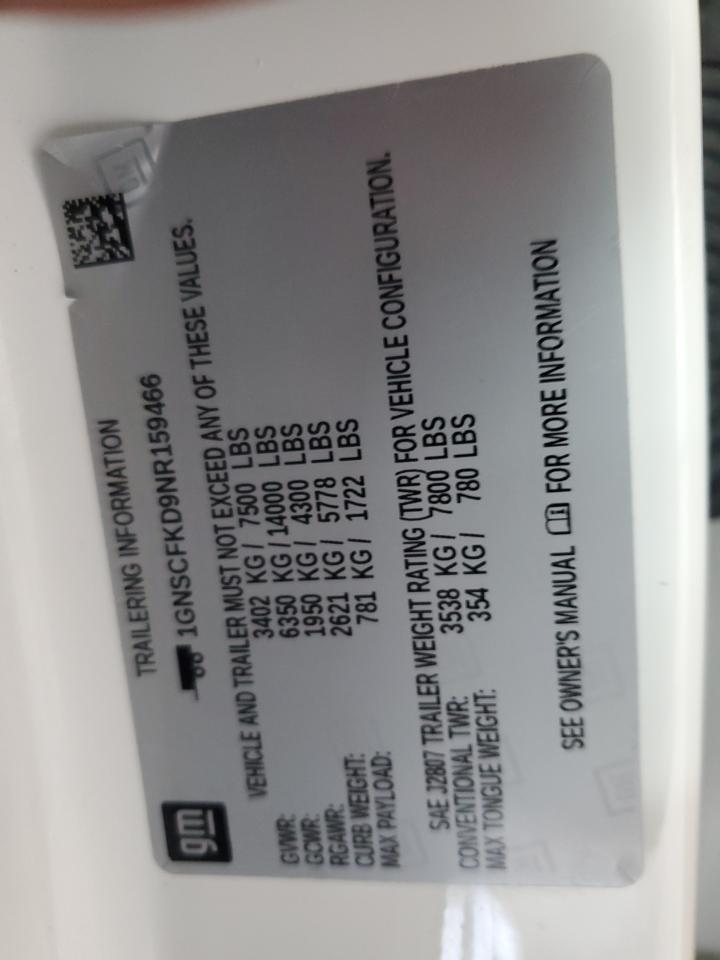 gm
TRAILERING INFORMATION
1GNSCFKD9NR159466
VEHICLE AND TRAILER MUST NOT EXCEED ANY OF THESE VALUES.
GVWR: 3402 KG / 7500 LBS
GCWR: 6350 KG / 14000 LBS
RGAWR: 1950 KG / 4300 LBS
CURB WEIGHT: 2621 KG / 5778 LBS
MAX PAYLOAD: 781 KG / 1722 LBS
SAE J2807 TRAILER WEIGHT RATING (TWR) FOR VEHICLE CONFIGURATION.
CONVENTIONAL TWR: 3538 KG / 7800 LBS
MAX TONGUE WEIGHT: 354 KG / 780 LBS
SEE OWNER'S MANUAL FOR MORE INFORMATION